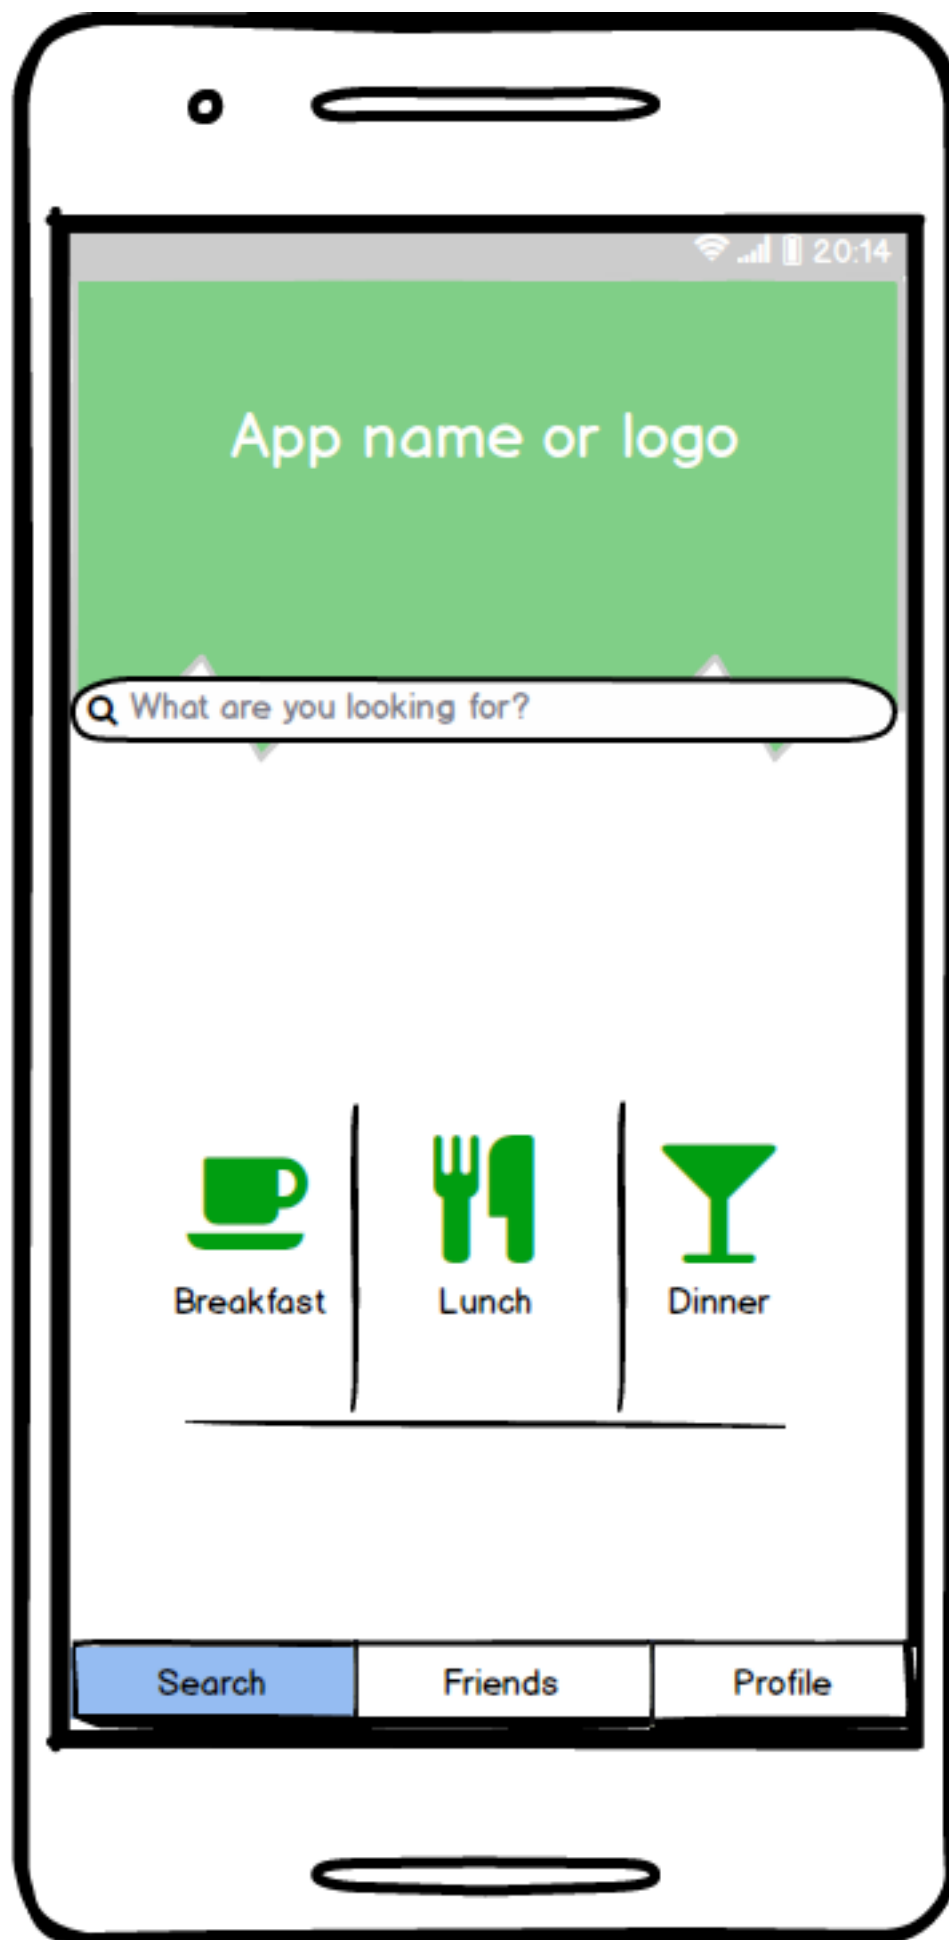 20:14
App name or logo
What are you looking for?
Breakfast Lunch Dinner
Search Friends Profile